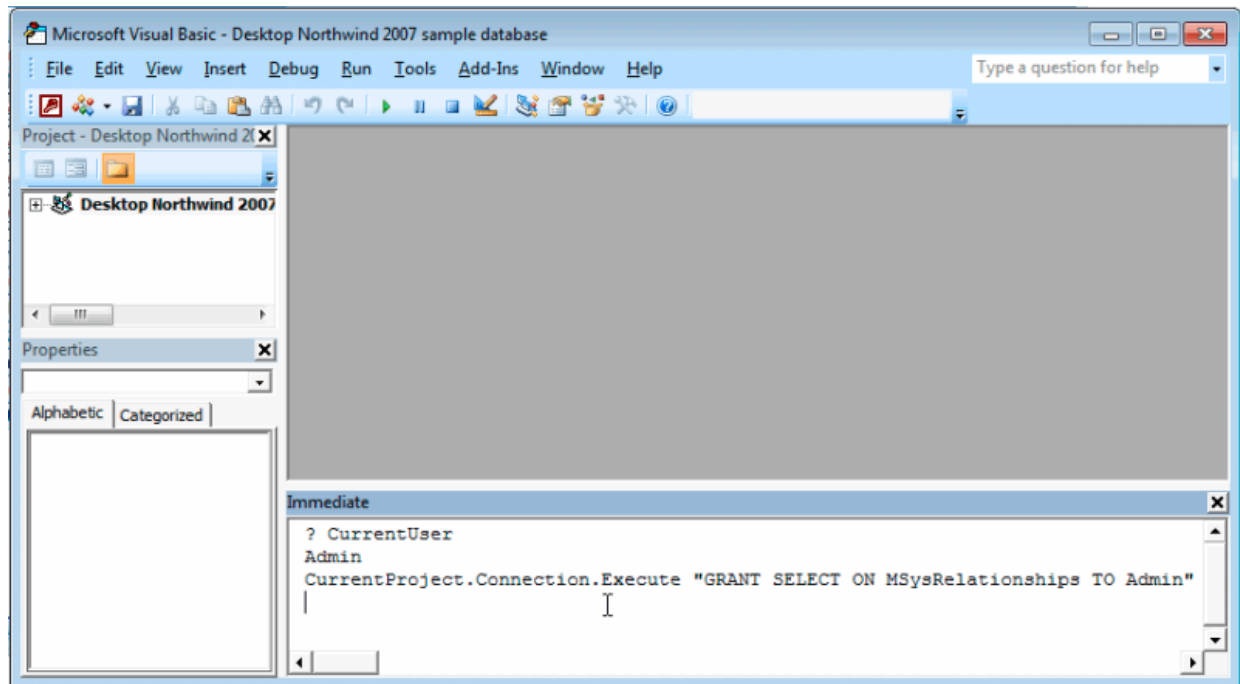 Microsoft Visual Basic - Desktop Northwind 2007 sample database
File Edit View Insert Debug Run Tools Add-Ins Window Help
Type a question for help
Project - Desktop Northwind 20
Desktop Northwind 2007
Properties
Alphabetic Categorized
Immediate
? CurrentUser
Admin
CurrentProject.Connection.Execute "GRANT SELECT ON MSysRelationships TO Admin"